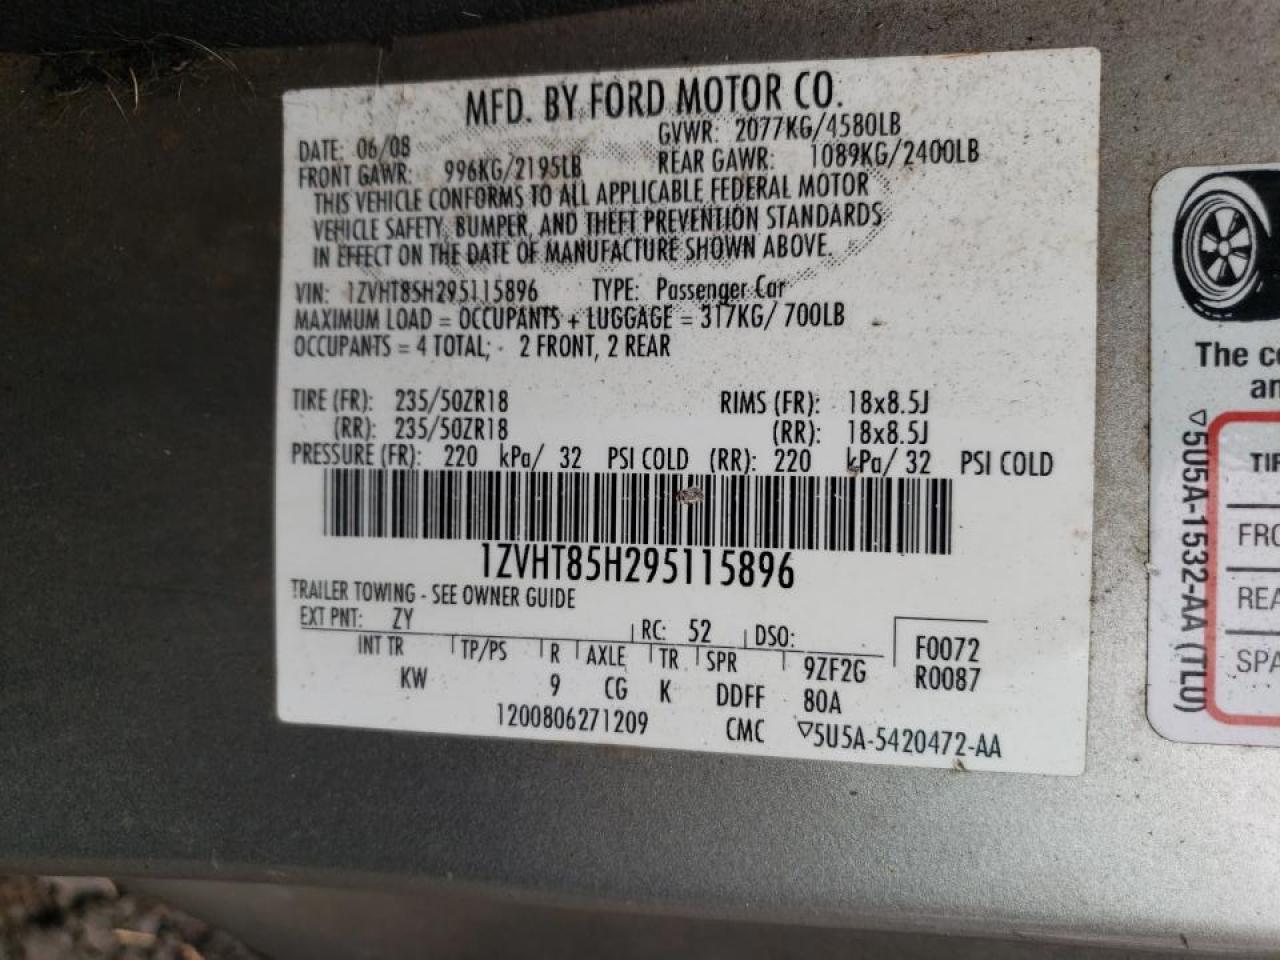 MFD. BY FORD MOTOR CO.
DATE: 06/08 GVWR: 2077KG/4580LB
FRONT GAWR: 996KG/2195LB REAR GAWR: 1089KG/2400LB
THIS VEHICLE CONFORMS TO ALL APPLICABLE FEDERAL MOTOR
VEHICLE SAFETY, BUMPER, AND THEFT PREVENTION STANDARDS
IN EFFECT ON THE DATE OF MANUFACTURE SHOWN ABOVE.
VIN: 1ZVHT85H295115896 TYPE: Passenger Car
MAXIMUM LOAD = OCCUPANTS + LUGGAGE = 317KG/ 700LB
OCCUPANTS = 4 TOTAL; 2 FRONT, 2 REAR
TIRE (FR): 235/50ZR18 RIMS (FR): 18x8.5J
(RR): 235/50ZR18 (RR): 18x8.5J
PRESSURE (FR): 220 kPa/ 32 PSI COLD (RR): 220 kPa/ 32 PSI COLD
1ZVHT85H295115896
TRAILER TOWING - SEE OWNER GUIDE
EXT PNT: ZY RC: 52 DSO: F0072
INT TR TP/PS R AXLE TR SPR 9ZF2G R0087
KW 9 CG K DDFF 80A
1200806271209 CMC ▽5U5A-5420472-AA
The co
an
▽5U5A-1532-AA (TLU)
TIR
FRO
REA
SPA